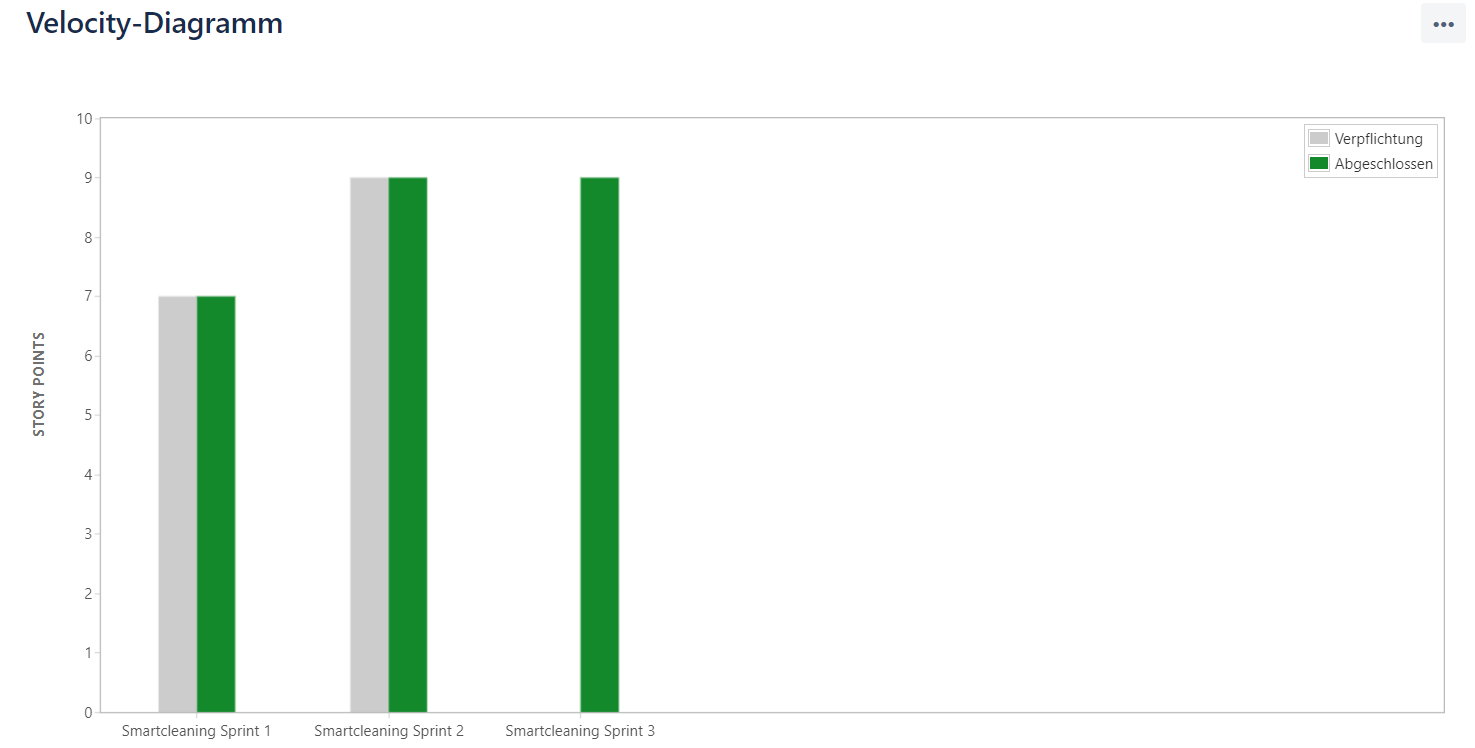 Velocity-Diagramm
10
9
8
7
6
5
4
3
2
1
0
STORY POINTS
Verpflichtung
Abgeschlossen
Smartcleaning Sprint 1
Smartcleaning Sprint 2
Smartcleaning Sprint 3